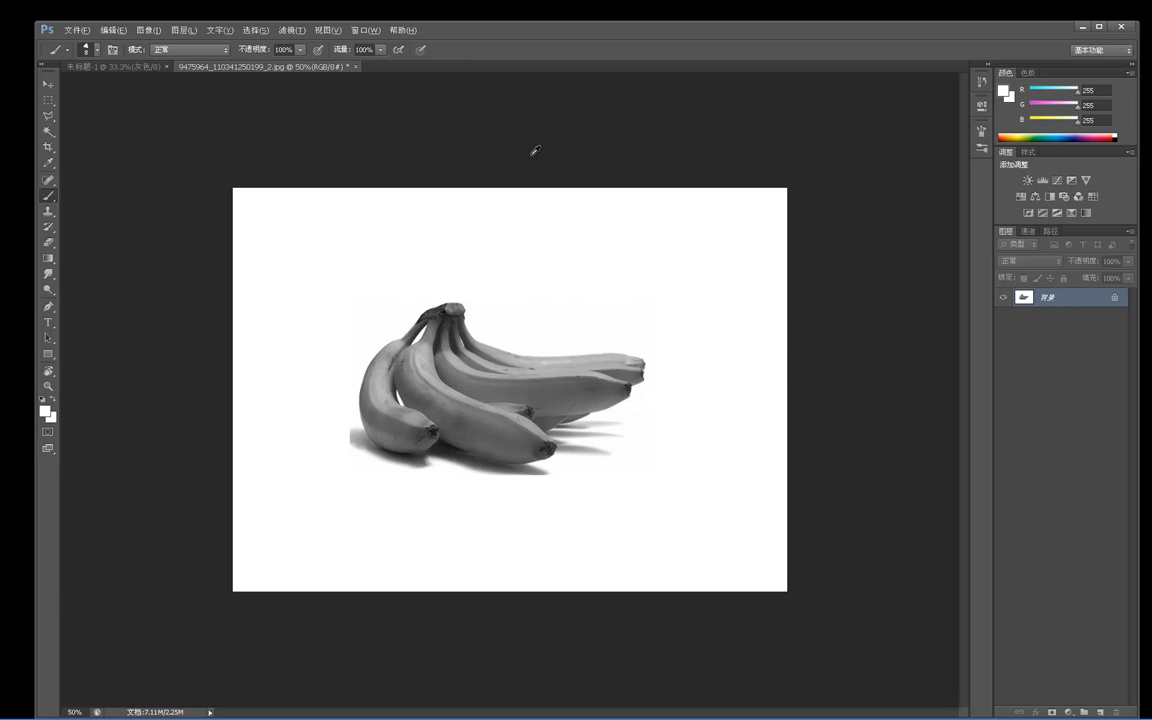 Ps 文件(F) 编辑(E) 图像(I) 图层(L) 文字(Y) 选择(S) 滤镜(T) 视图(V) 窗口(W) 帮助(H)
8 模式: 正常 不透明度: 100% 流量: 100% 基本功能
未标题-1 @ 33.3%(灰色/8) × 9475964_110341250199_2.jpg @ 50%(RGB/8#) * ×
颜色 色板
R 255
G 255
B 255
调整 样式
添加调整
图层 通道 路径
类型
正常 不透明度: 100%
锁定: 填充: 100%
背景
T
50% 文档:7.11M/2.25M